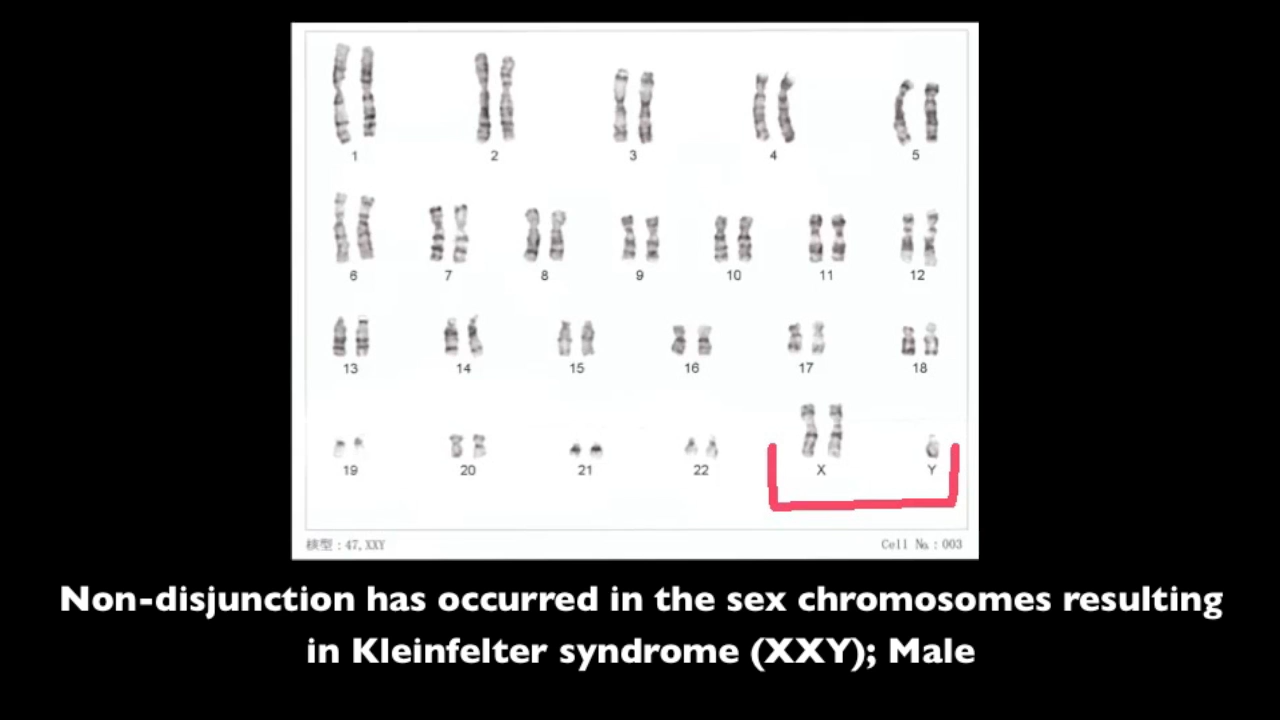 1 2 3 4 5
6 7 8 9 10 11 12
13 14 15 16 17 18
19 20 21 22 X Y
核型：47,XXY Cell №：003
Non-disjunction has occurred in the sex chromosomes resulting
in Kleinfelter syndrome (XXY); Male